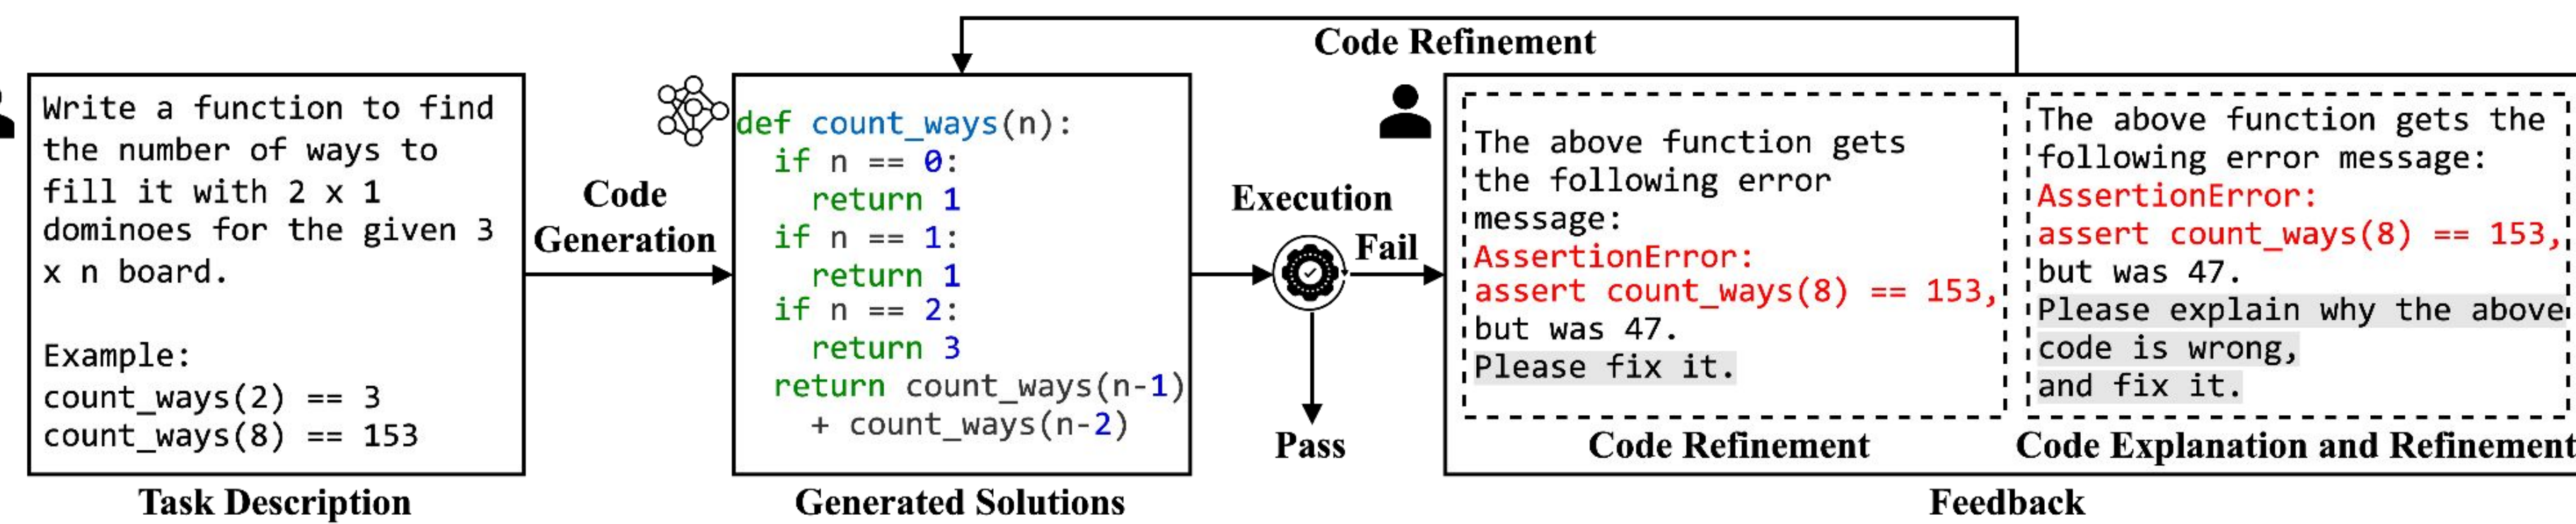 Code Refinement
Write a function to find
the number of ways to
fill it with 2 x 1
dominoes for the given 3
x n board.
Example:
count_ways(2) == 3
count_ways(8) == 153
Task Description
Code
Generation
def count_ways(n):
if n == 0:
return 1
if n == 1:
return 1
if n == 2:
return 3
return count_ways(n-1)
+ count_ways(n-2)
Generated Solutions
Execution
Fail
Pass
The above function gets
the following error
message:
AssertionError:
assert count_ways(8) == 153,
but was 47.
Please fix it.
Code Refinement
The above function gets the
following error message:
AssertionError:
assert count_ways(8) == 153,
but was 47.
Please explain why the above
code is wrong,
and fix it.
Code Explanation and Refinement
Feedback